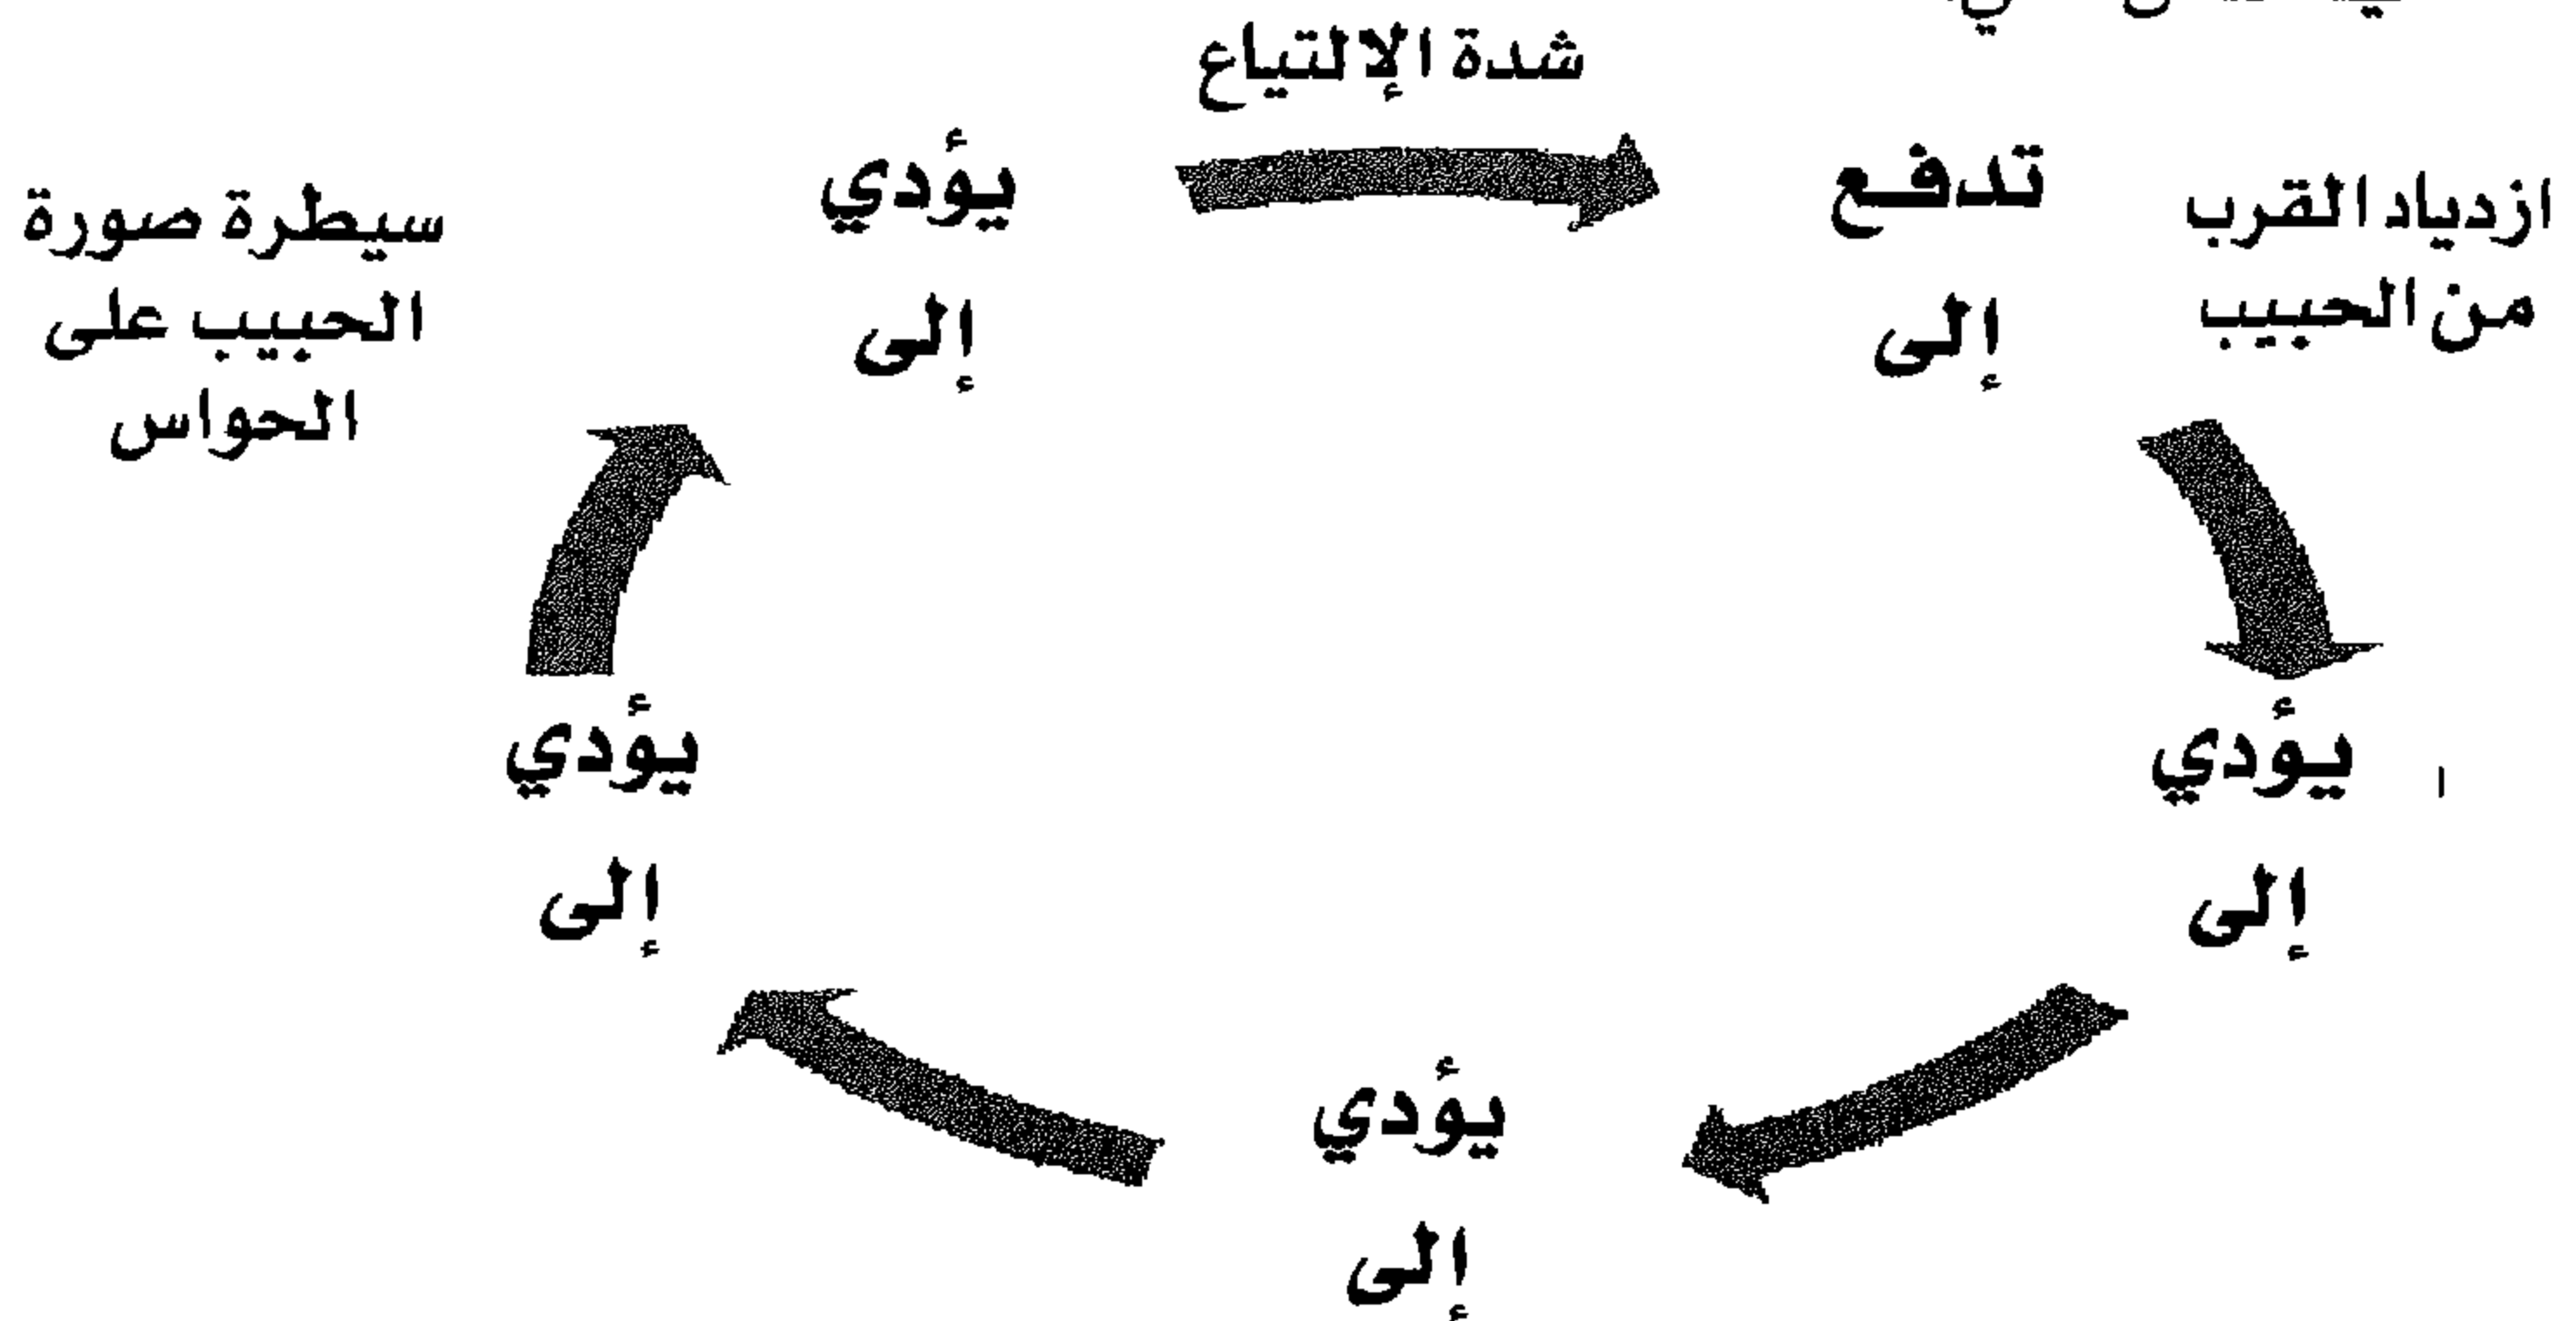 شدة الإلتياع
ازدياد القرب
من الحبيب
تدفع
إلى
يؤدي
إلى
سيطرة صورة
الحبيب على
الحواس
يؤدي
إلى
يؤدي
إلى
يؤدي
إلى